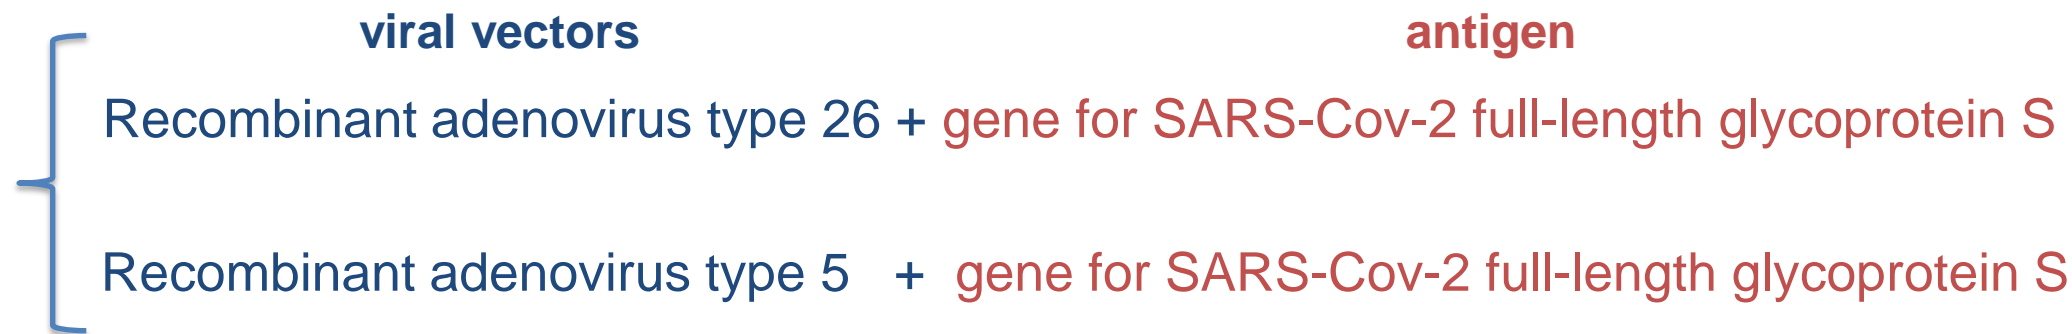 viral vectors antigen
Recombinant adenovirus type 26 + gene for SARS-Cov-2 full-length glycoprotein S
Recombinant adenovirus type 5 + gene for SARS-Cov-2 full-length glycoprotein S